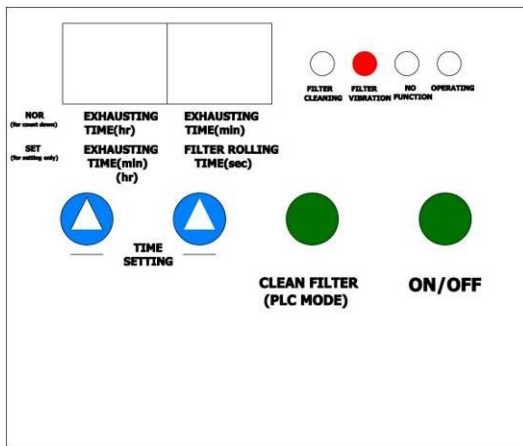 FILTER CLEANING
FILTER VIBRATION
NO FUNCTION
OPERATING
NOR
(for count down)
EXHAUSTING
TIME(hr)
EXHAUSTING
TIME(min)
SET
(for setting only)
EXHAUSTING
TIME(min)
(hr)
FILTER ROLLING
TIME(sec)
TIME
SETTING
CLEAN FILTER
(PLC MODE)
ON/OFF